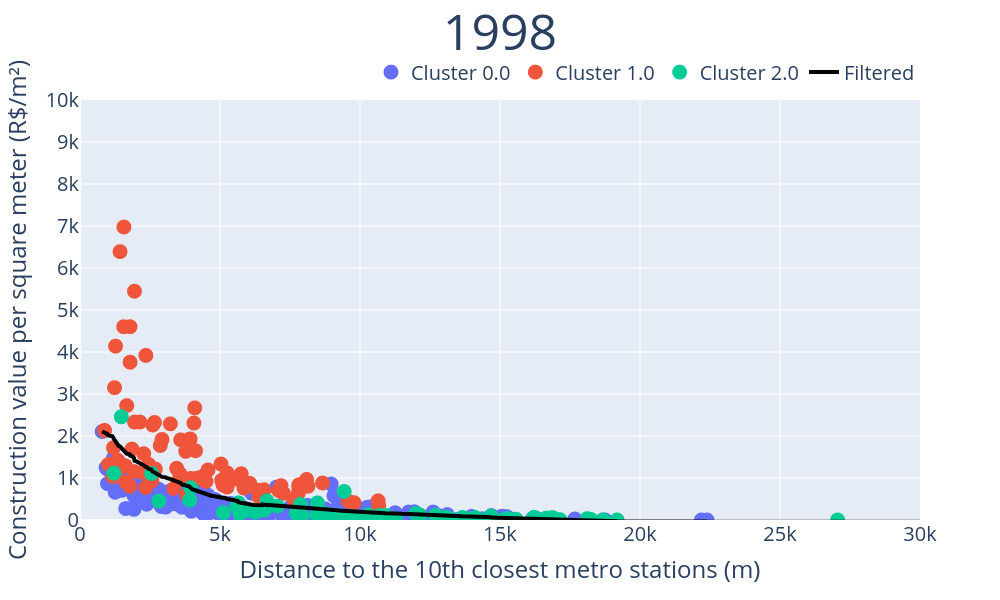 1998
Cluster 0.0
Cluster 1.0
Cluster 2.0
Filtered
Construction value per square meter (R$/m²)
10k
9k
8k
7k
6k
5k
4k
3k
2k
1k
0
0
5k
10k
15k
20k
25k
30k
Distance to the 10th closest metro stations (m)